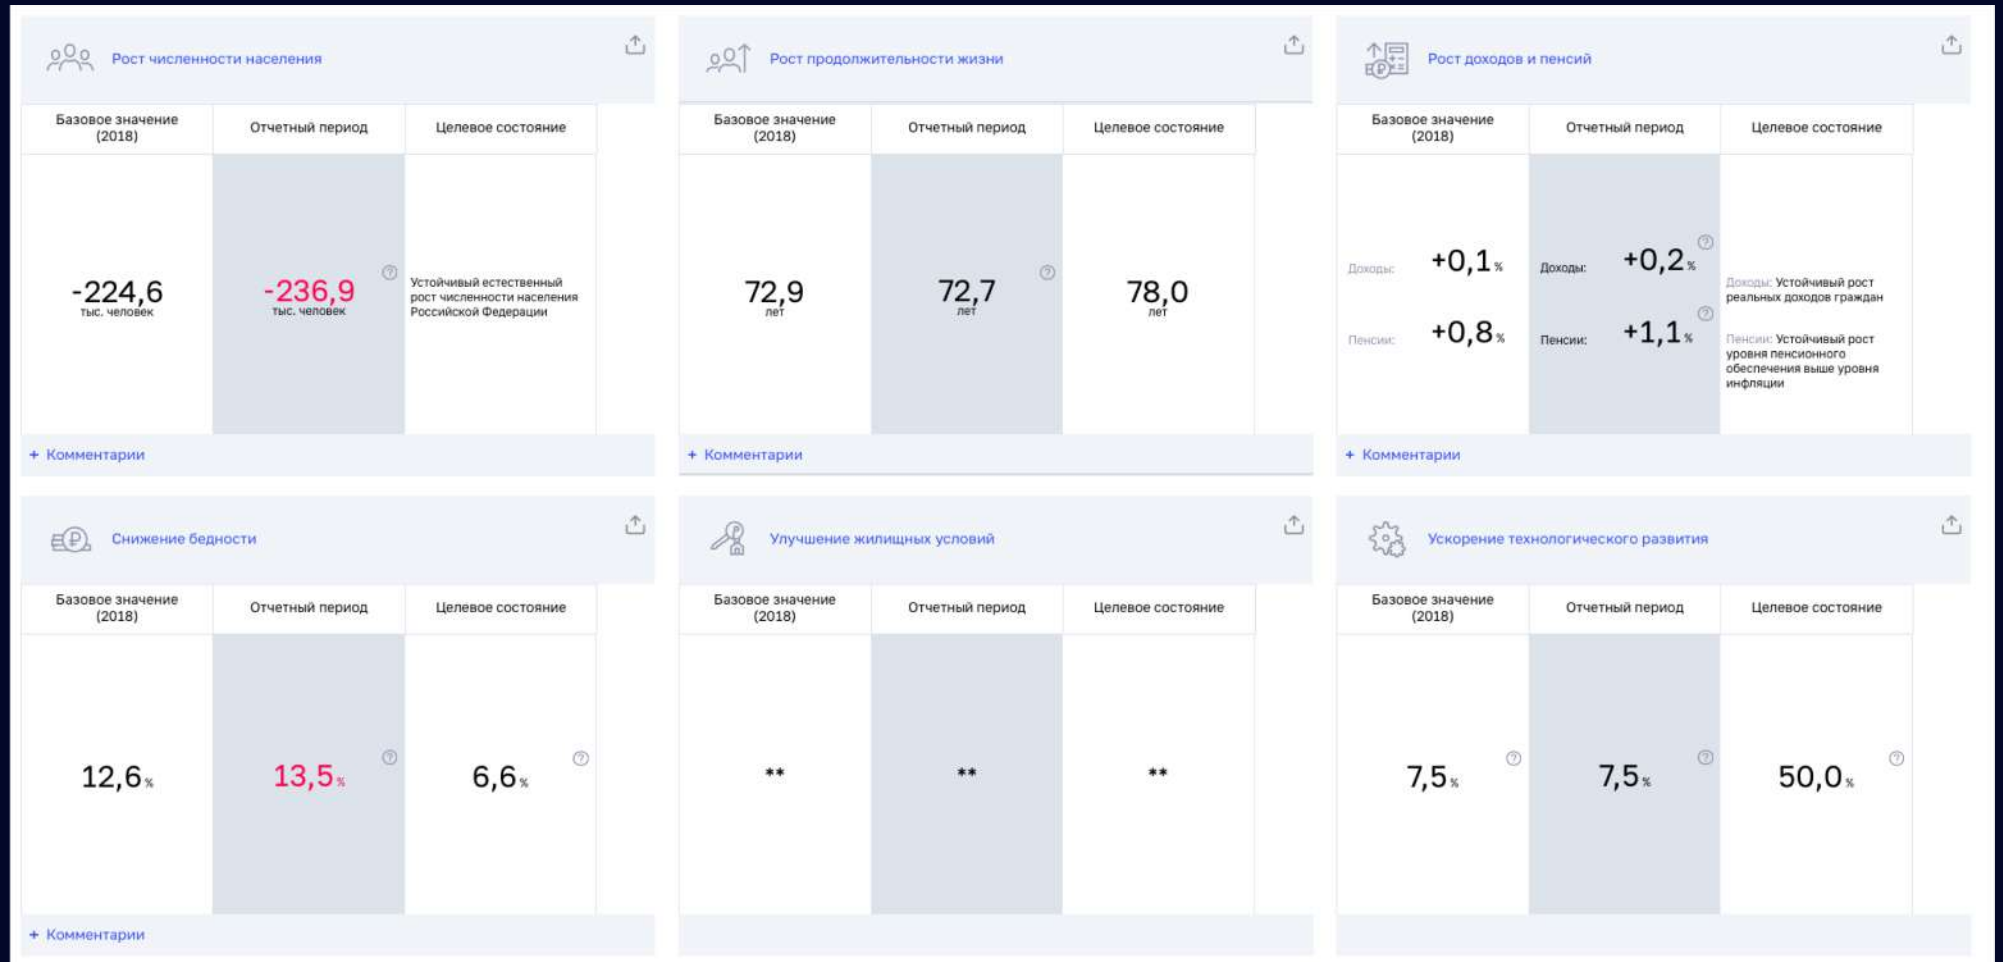 Рост численности населения
Базовое значение
(2018)
Отчетный период
Целевое состояние
-224,6
тыс. человек
-236,9
тыс. человек
Устойчивый естественный
рост численности населения
Российской Федерации
+ Комментарии
Рост продолжительности жизни
Базовое значение
(2018)
Отчетный период
Целевое состояние
72,9
лет
72,7
лет
78,0
лет
+ Комментарии
Рост доходов и пенсий
Базовое значение
(2018)
Отчетный период
Целевое состояние
Доходы: +0,1 %
Пенсии: +0,8 %
Доходы: +0,2 %
Пенсии: +1,1 %
Доходы: Устойчивый рост
реальных доходов граждан
Пенсии: Устойчивый рост
уровня пенсионного
обеспечения выше уровня
инфляции
+ Комментарии
Снижение бедности
Базовое значение
(2018)
Отчетный период
Целевое состояние
12,6 %
13,5 %
6,6 %
+ Комментарии
Улучшение жилищных условий
Базовое значение
(2018)
Отчетный период
Целевое состояние
**
**
**
Ускорение технологического развития
Базовое значение
(2018)
Отчетный период
Целевое состояние
7,5 %
7,5 %
50,0 %